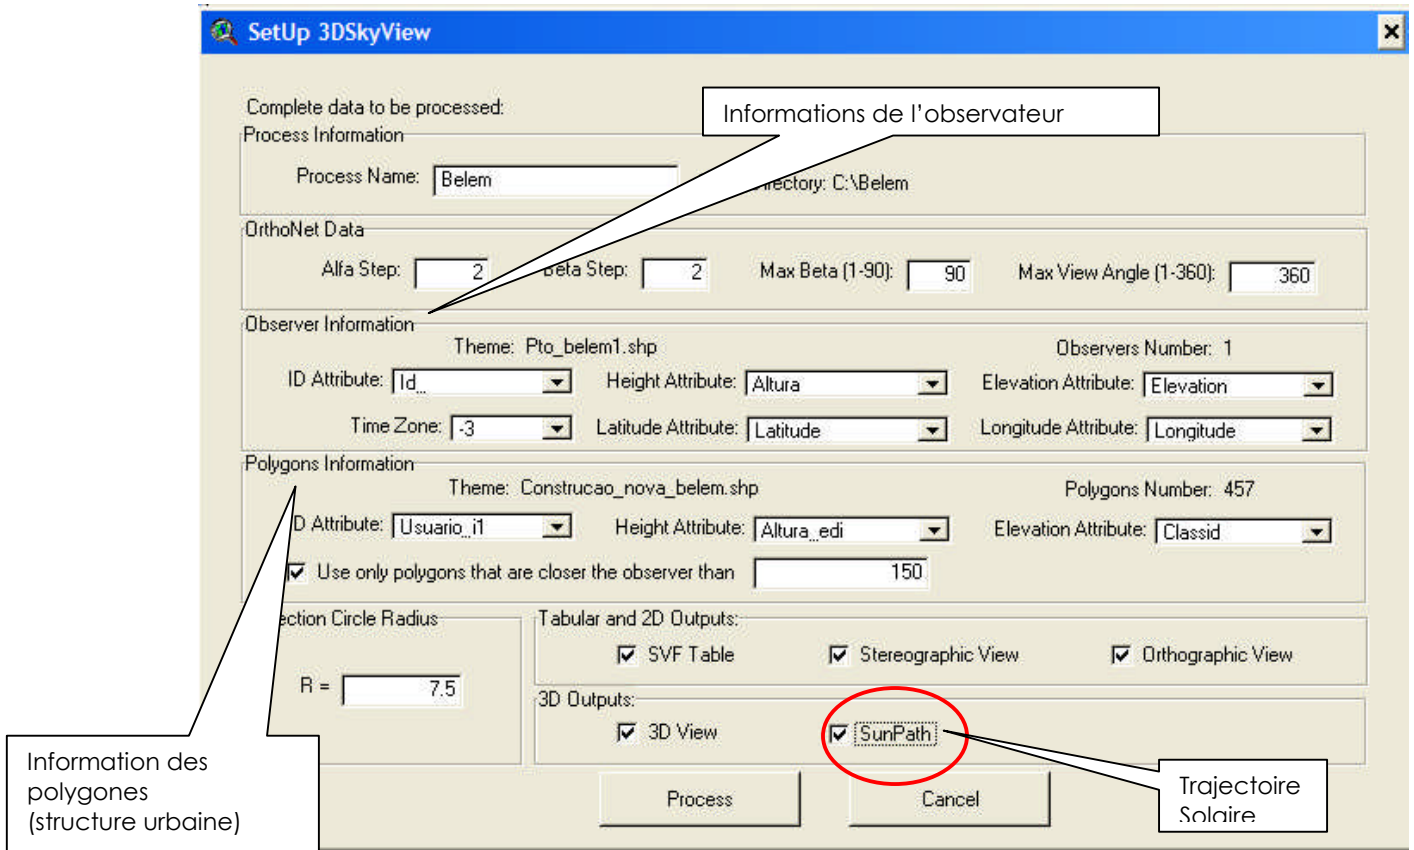 SetUp 3DSkyView
Complete data to be processed:
Informations de l'observateur
Process Information
Process Name: Belem
Directory: C:\Belem
OrthoNet Data
Alfa Step: 2 Beta Step: 2 Max Beta (1-90): 90 Max View Angle (1-360): 360
Observer Information
Theme: Pto_belem1.shp Observers Number: 1
ID Attribute: Id_ Height Attribute: Altura Elevation Attribute: Elevation
Time Zone: -3 Latitude Attribute: Latitude Longitude Attribute: Longitude
Polygons Information
Theme: Construcao_nova_belem.shp Polygons Number: 457
ID Attribute: Usuario_i1 Height Attribute: Altura_edi Elevation Attribute: Classid
Use only polygons that are closer the observer than 150
ection Circle Radius Tabular and 2D Outputs:
SVF Table Stereographic View Orthographic View
R = 7.5
3D Outputs:
3D View SunPath
Process Cancel
Information des
polygones
(structure urbaine)
Trajectoire
Solaire